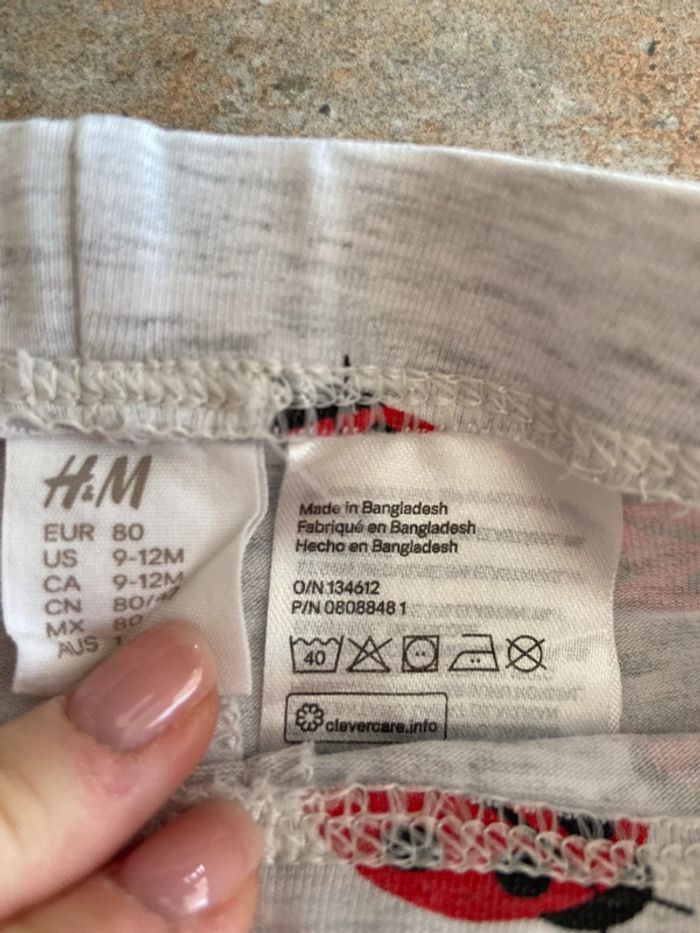 H&M
EUR 80
US 9-12M
CA 9-12M
CN
MX 80
AUS
Made in Bangladesh
Fabriqué en Bangladesh
Hecho en Bangladesh
O/N 134612
P/N 0808848 1
40
clevercare.info